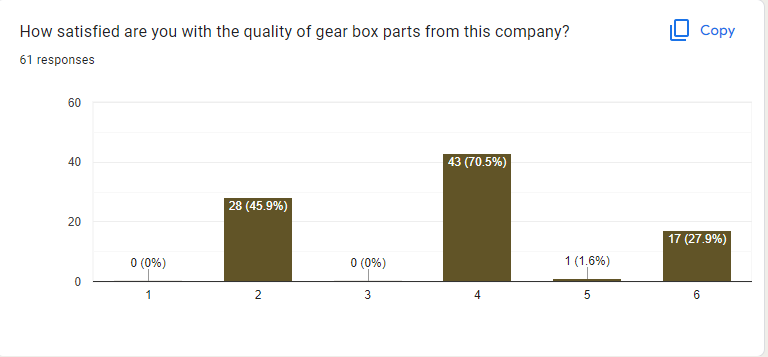 How satisfied are you with the quality of gear box parts from this company?
Copy
61 responses
60
40
20
0
0 (0%)
28 (45.9%)
0 (0%)
43 (70.5%)
1 (1.6%)
17 (27.9%)
1 2 3 4 5 6